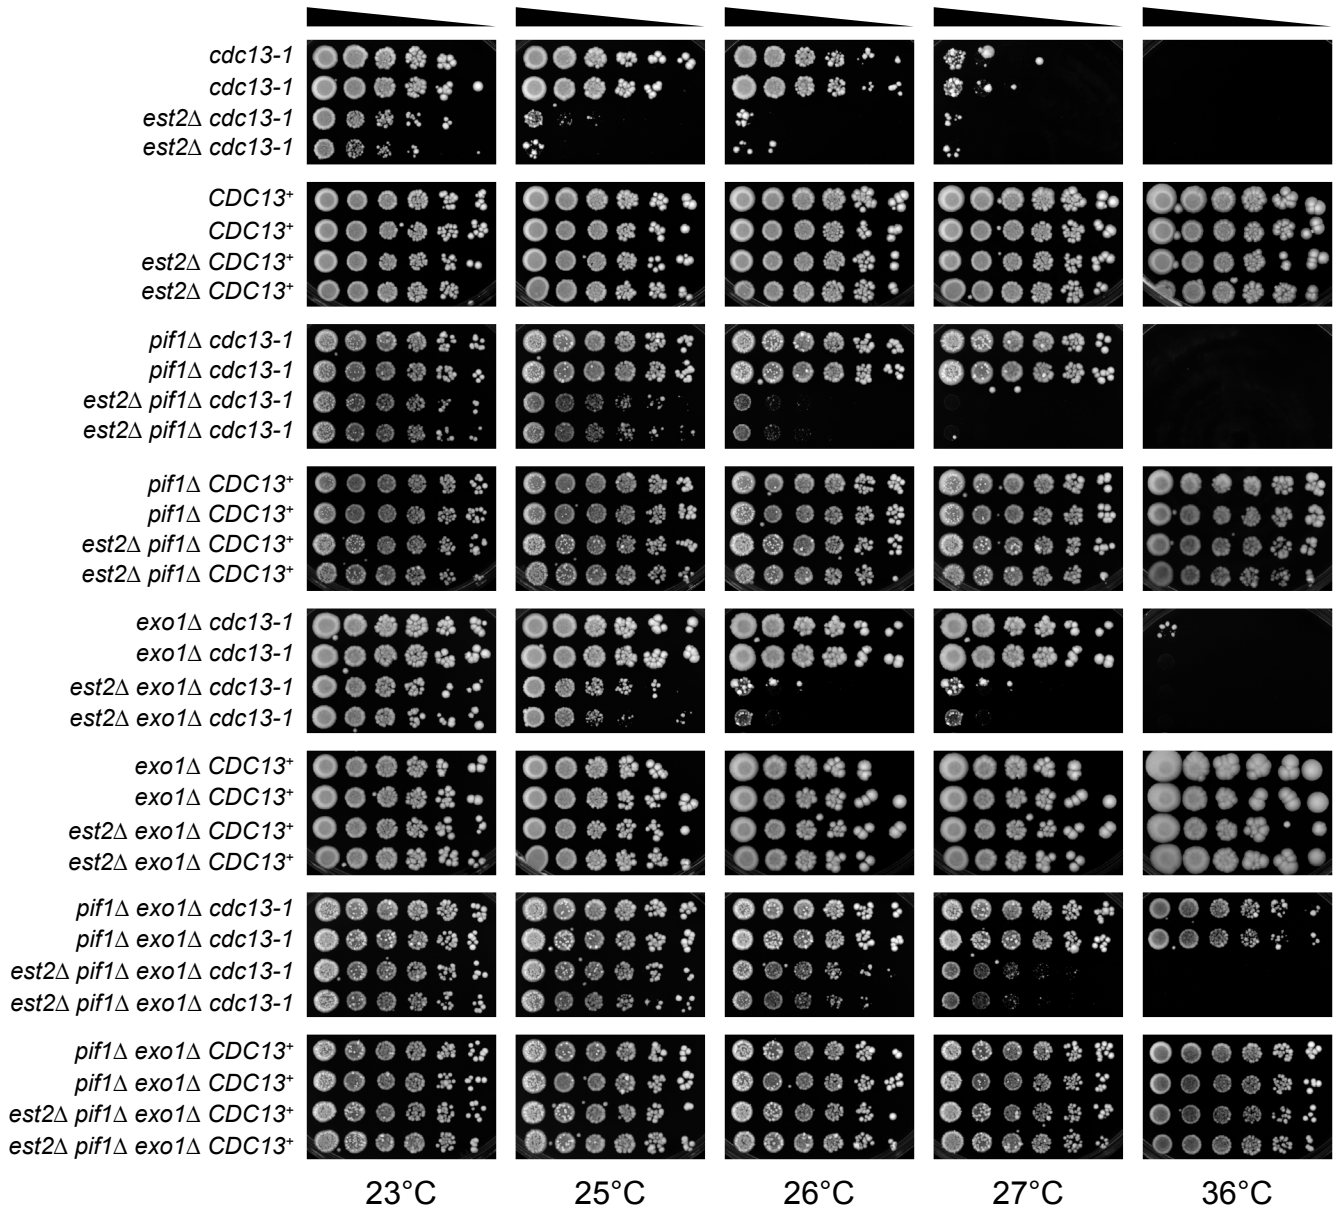 cdc13-1
cdc13-1
est2Δ cdc13-1
est2Δ cdc13-1
CDC13⁺
CDC13⁺
est2Δ CDC13⁺
est2Δ CDC13⁺
pif1Δ cdc13-1
pif1Δ cdc13-1
est2Δ pif1Δ cdc13-1
est2Δ pif1Δ cdc13-1
pif1Δ CDC13⁺
pif1Δ CDC13⁺
est2Δ pif1Δ CDC13⁺
est2Δ pif1Δ CDC13⁺
exo1Δ cdc13-1
exo1Δ cdc13-1
est2Δ exo1Δ cdc13-1
est2Δ exo1Δ cdc13-1
exo1Δ CDC13⁺
exo1Δ CDC13⁺
est2Δ exo1Δ CDC13⁺
est2Δ exo1Δ CDC13⁺
pif1Δ exo1Δ cdc13-1
pif1Δ exo1Δ cdc13-1
est2Δ pif1Δ exo1Δ cdc13-1
est2Δ pif1Δ exo1Δ cdc13-1
pif1Δ exo1Δ CDC13⁺
pif1Δ exo1Δ CDC13⁺
est2Δ pif1Δ exo1Δ CDC13⁺
est2Δ pif1Δ exo1Δ CDC13⁺
23°C 25°C 26°C 27°C 36°C